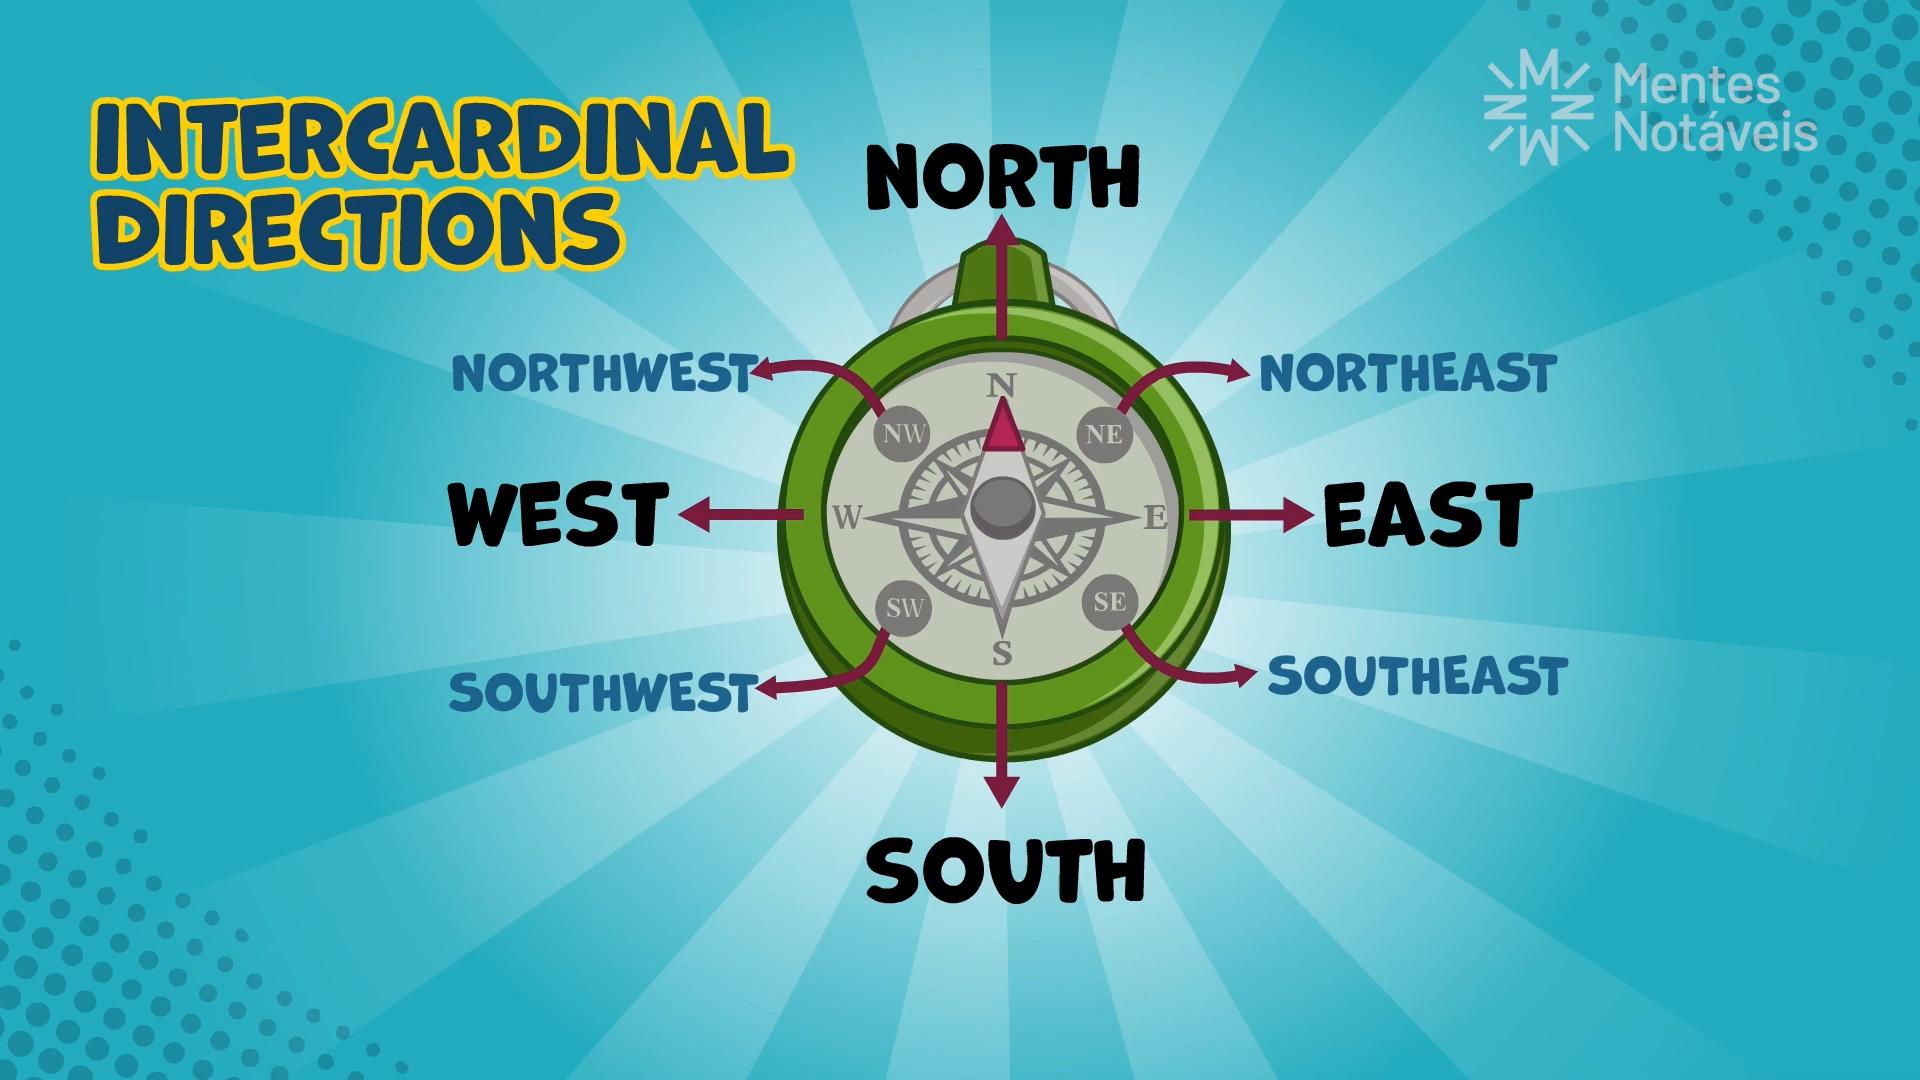 INTERCARDINAL
DIRECTIONS
Mentes
Notáveis
NORTH
NORTHWEST
NORTHEAST
N
NW
NE
WEST
W
E
EAST
SW
SE
S
SOUTHWEST
SOUTHEAST
SOUTH